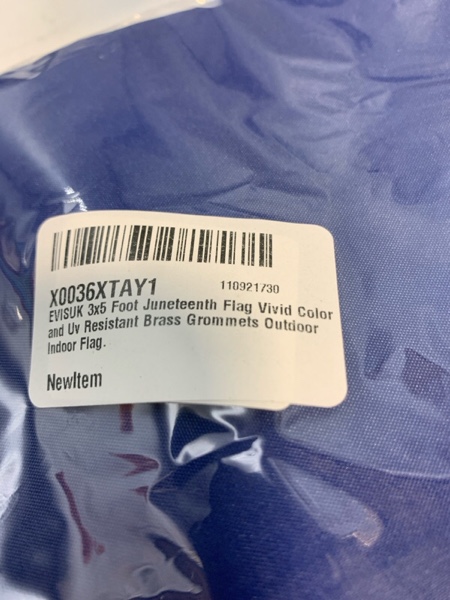 X0036XTAY1 110921730
EVISUK 3x5 Foot Juneteenth Flag Vivid Color
and Uv Resistant Brass Grommets Outdoor
Indoor Flag.
NewItem